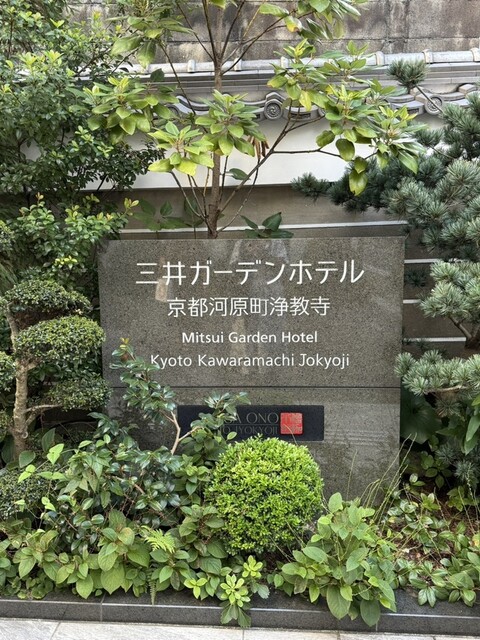 三井ガーデンホテル
京都河原町浄教寺
Mitsui Garden Hotel
Kyoto Kawaramachi Jokyoji
ONO